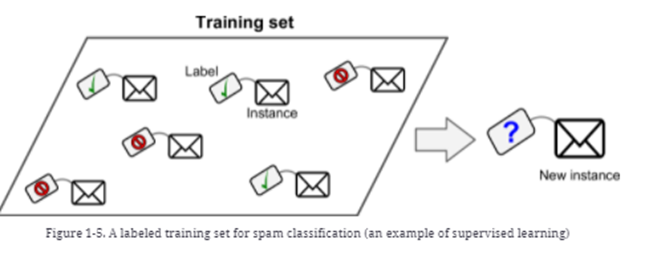 Training set
Label
Instance
?
New instance
Figure 1-5. A labeled training set for spam classification (an example of supervised learning)